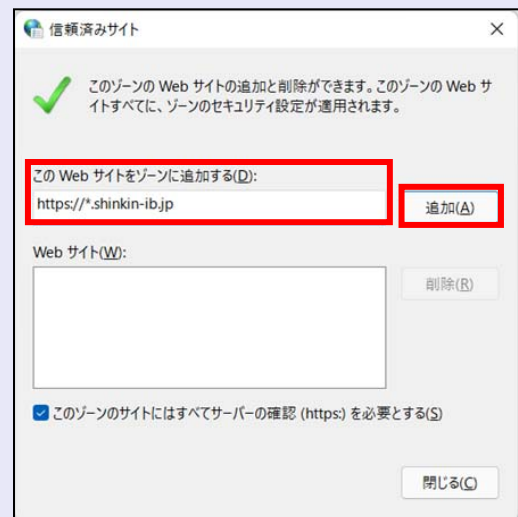 信頼済みサイト
このゾーンの Web サイトの追加と削除ができます。このゾーンの Web サ
イトすべてに、ゾーンのセキュリティ設定が適用されます。
この Web サイトをゾーンに追加する(D):
https://*.shinkin-ib.jp
追加(A)
Web サイト(W):
削除(R)
このゾーンのサイトにはすべてサーバーの確認 (https:) を必要とする(S)
閉じる(C)